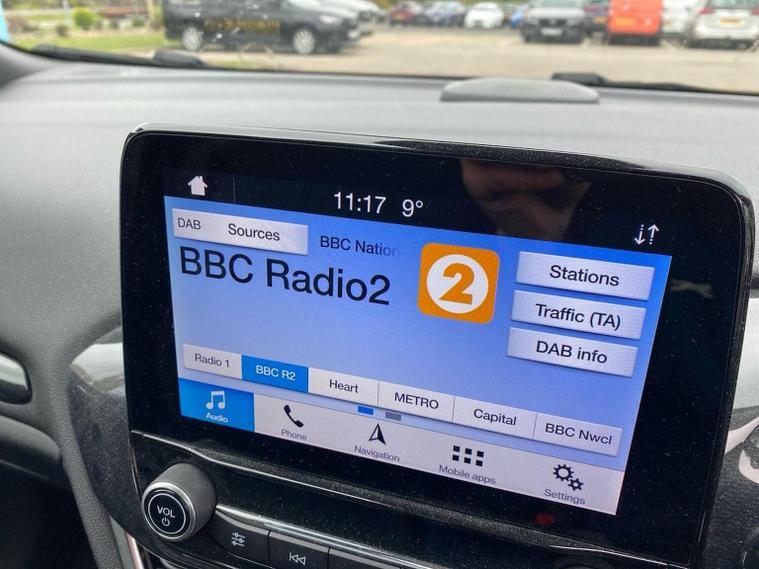 11:17 9°
DAB Sources
BBC Nation
BBC Radio2
2
Stations
Traffic (TA)
DAB info
Radio 1
BBC R2
Heart
METRO
Capital
BBC Nwcl
Audio
Phone
Navigation
Mobile apps
Settings
VOL